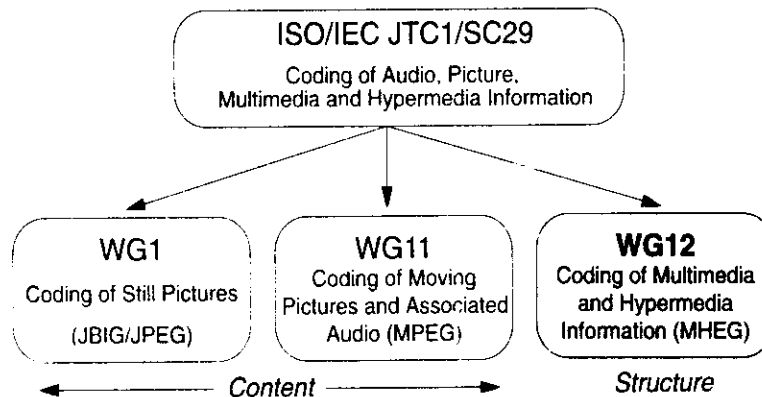 ISO/IEC JTC1/SC29
Coding of Audio, Picture,
Multimedia and Hypermedia Information
WG1
Coding of Still Pictures
(JBIG/JPEG)
WG11
Coding of Moving
Pictures and Associated
Audio (MPEG)
WG12
Coding of Multimedia
and Hypermedia
Information (MHEG)
Content
Structure